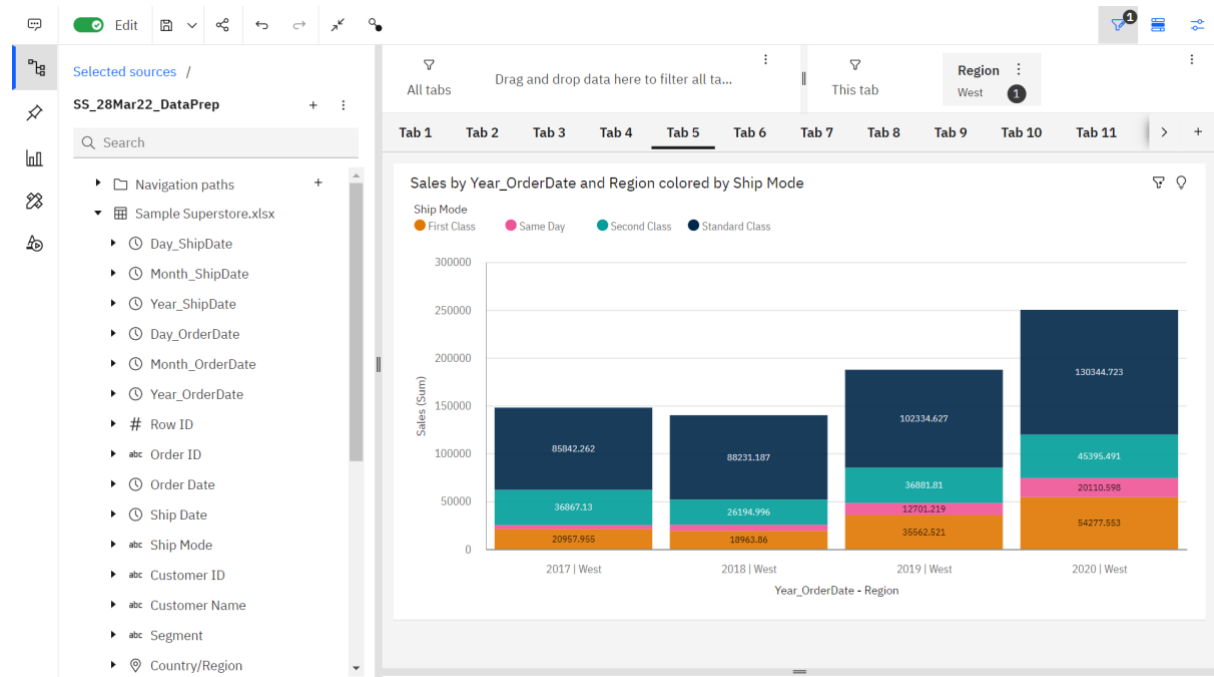 Edit
1
Selected sources /
SS_28Mar22_DataPrep
Search
Navigation paths
Sample Superstore.xlsx
Day_ShipDate
Month_ShipDate
Year_ShipDate
Day_OrderDate
Month_OrderDate
Year_OrderDate
# Row ID
abc Order ID
Order Date
Ship Date
abc Ship Mode
abc Customer ID
abc Customer Name
abc Segment
Country/Region
All tabs
Drag and drop data here to filter all ta...
This tab
Region
West 1
Tab 1 Tab 2 Tab 3 Tab 4 Tab 5 Tab 6 Tab 7 Tab 8 Tab 9 Tab 10 Tab 11
Sales by Year_OrderDate and Region colored by Ship Mode
Ship Mode
First Class Same Day Second Class Standard Class
Sales (Sum)
300000
250000
200000
150000
100000
50000
0
85842.262
36867.13
20957.955
88231.187
26194.996
18963.86
102334.627
36881.81
12701.219
35562.521
130344.723
45395.491
20110.598
54277.553
2017 | West 2018 | West 2019 | West 2020 | West
Year_OrderDate - Region